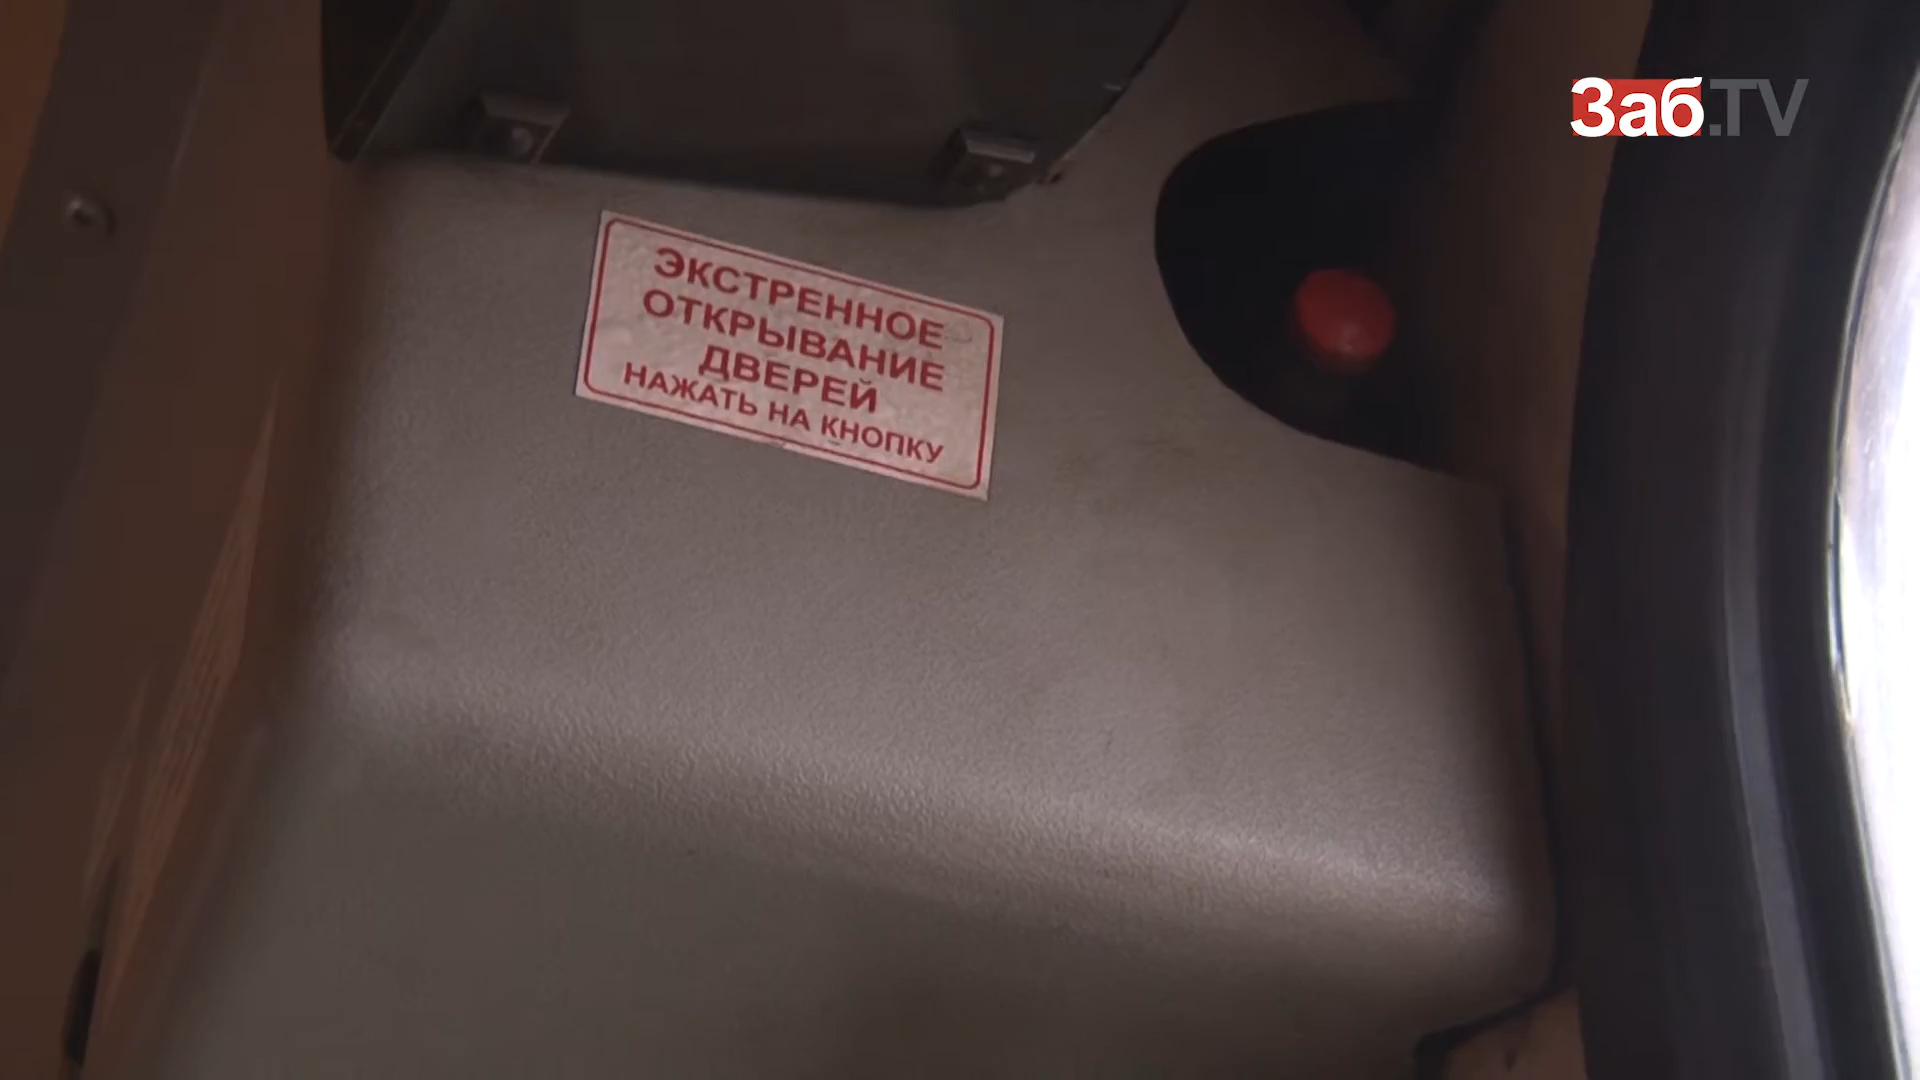 Заб.TV
ЭКСТРЕННОЕ
ОТКРЫВАНИЕ
ДВЕРЕЙ
НАЖАТЬ НА КНОПКУ